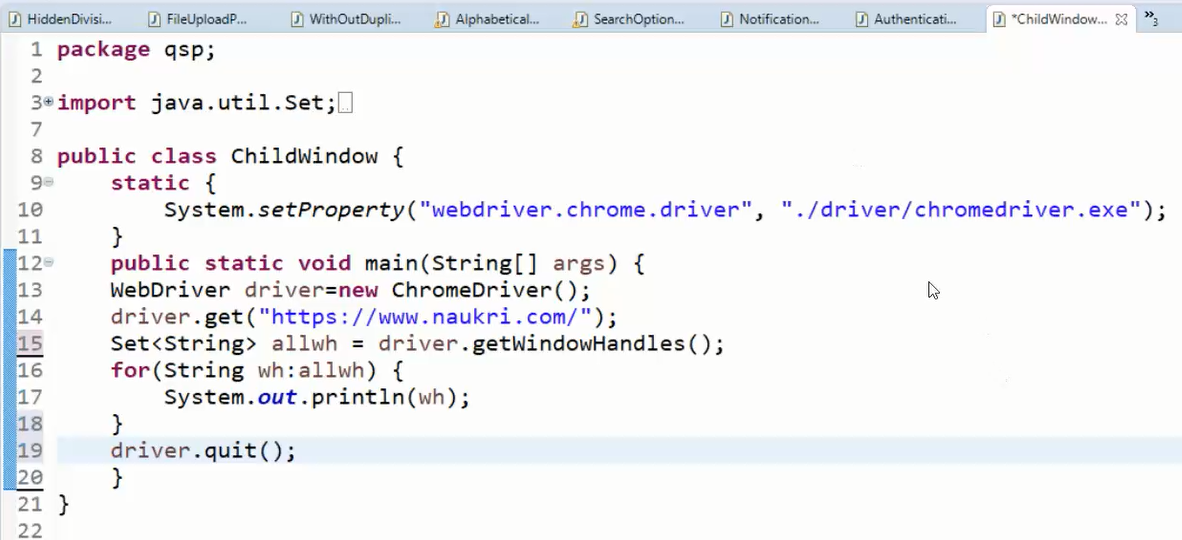 HiddenDivisi... FileUploadP... WithOutDupli... Alphabetical... SearchOption... Notification... Authenticati... *ChildWindow... »3
1 package qsp;
2
3 import java.util.Set;
7
8 public class ChildWindow {
9 static {
10 System.setProperty("webdriver.chrome.driver", "./driver/chromedriver.exe");
11 }
12 public static void main(String[] args) {
13 WebDriver driver=new ChromeDriver();
14 driver.get("https://www.naukri.com/");
15 Set<String> allwh = driver.getWindowHandles();
16 for(String wh:allwh) {
17 System.out.println(wh);
18 }
19 driver.quit();
20 }
21 }
22